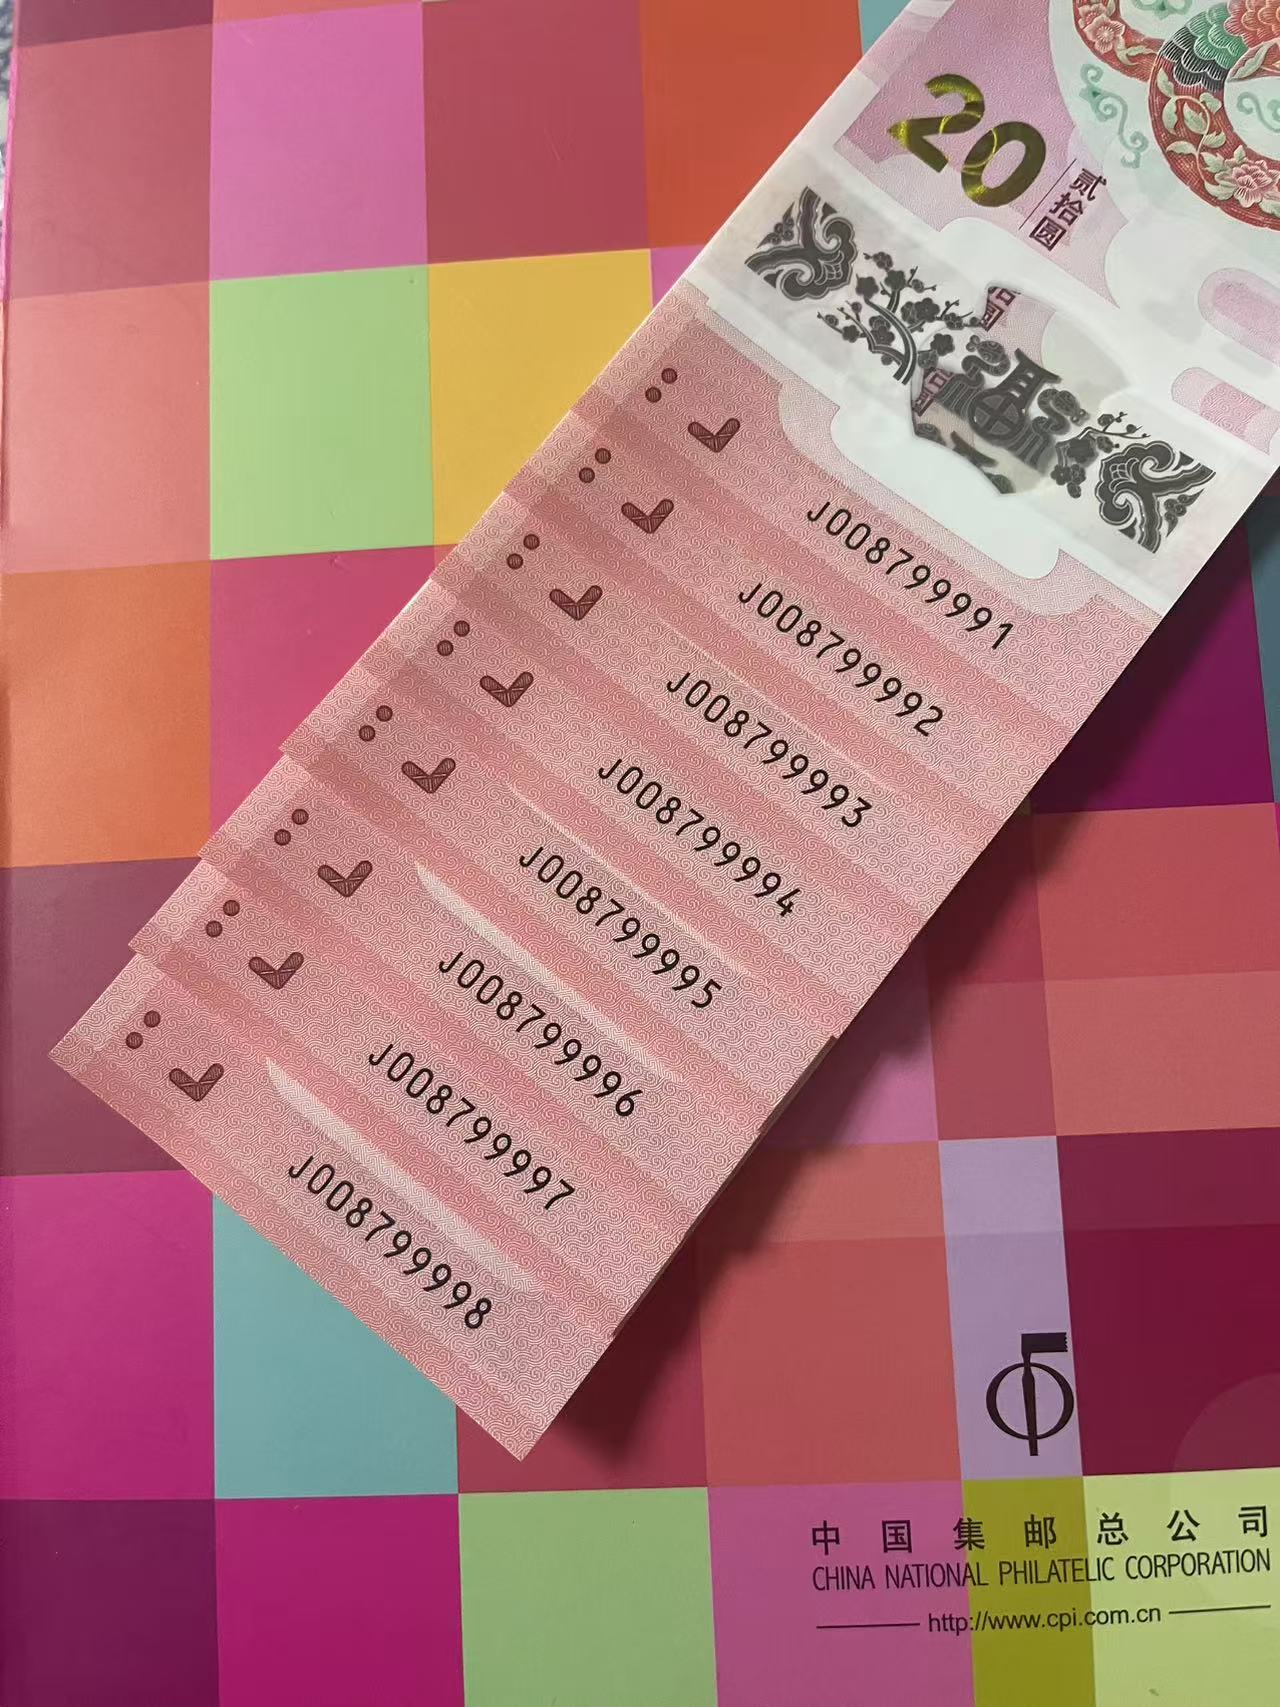 20
贰拾圆
福
J008799991
J008799992
J008799993
J008799994
J008799995
J008799996
J008799997
J008799998
中国集邮总公司
CHINA NATIONAL PHILATELIC CORPORATION
http://www.cpi.com.cn